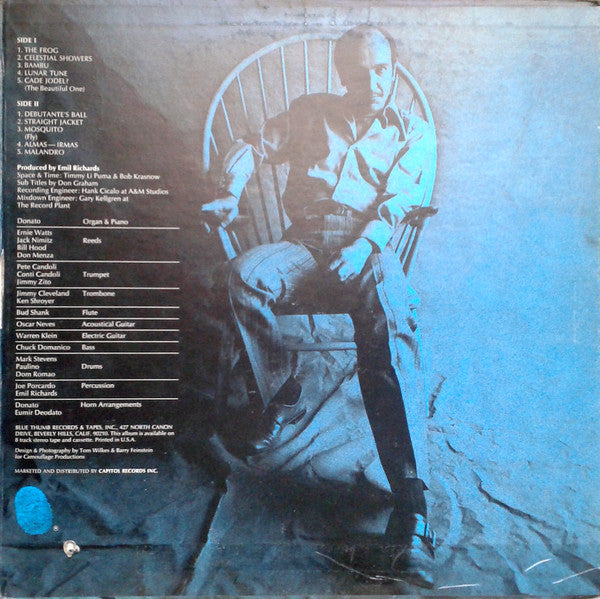 SIDE I
1. THE FROG
2. CELESTIAL SHOWERS
3. BAMBU
4. LUNAR TUNE
5. CADE JODEL?
(The Beautiful One)
SIDE II
1. DEBUTANTE'S BALL
2. STRAIGHT JACKET
3. MOSQUITO
(Fly)
4. ALMAS—IRMAS
5. MALANDRO
Produced by Emil Richards
Space & Time: Timmy Li Puma & Bob Krasnow
Sub Titles by Don Graham
Recording Engineer: Hank Cicalo at A&M Studios
Mixdown Engineer: Gary Kellgren at
The Record Plant
Donato Organ & Piano
Ernie Watts
Jack Nimitz Reeds
Bill Hood
Don Menza
Pete Candoli
Conti Candoli Trumpet
Jimmy Zito
Jimmy Cleveland Trombone
Ken Shroyer
Bud Shank Flute
Oscar Neves Acoustical Guitar
Warren Klein Electric Guitar
Chuck Domanico Bass
Mark Stevens
Paulino Drums
Dom Romao
Joe Porcardo Percussion
Emil Richards
Donato Horn Arrangements
Eumir Deodato
BLUE THUMB RECORDS & TAPES, INC., 427 NORTH CANON
DRIVE, BEVERLY HILLS, CALIF. 90210. This album is available on
8 track stereo tape and cassette. Printed in U.S.A.
Design & Photography by Tom Wilkes & Barry Feinstein
for Camouflage Productions
MARKETED AND DISTRIBUTED BY CAPITOL RECORDS INC.
®